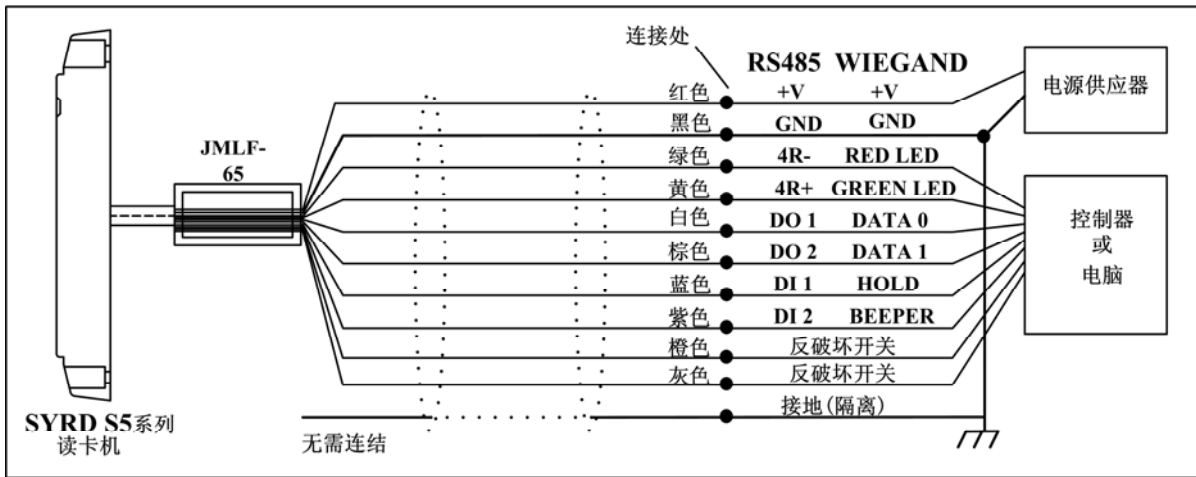 连接处
RS485 WIEGAND
红色 +V +V
黑色 GND GND
绿色 4R- RED LED
黄色 4R+ GREEN LED
白色 DO 1 DATA 0
棕色 DO 2 DATA 1
蓝色 DI 1 HOLD
紫色 DI 2 BEEPER
橙色 反破坏开关
灰色 反破坏开关
接地(隔离)
无需连结
JMLF-
65
SYRD S5系列
读卡机
电源供应器
控制器
或
电脑